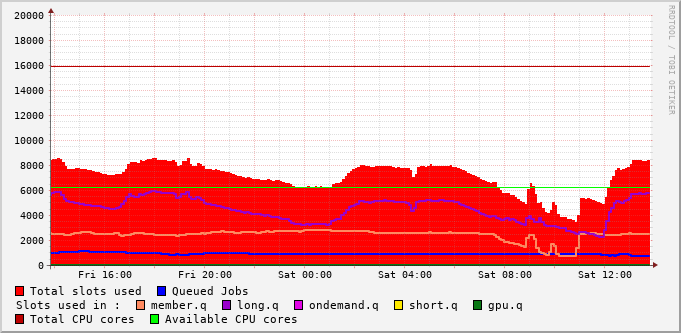 20000
18000
16000
14000
12000
10000
8000
6000
4000
2000
0
Fri 16:00 Fri 20:00 Sat 00:00 Sat 04:00 Sat 08:00 Sat 12:00
RRDTOOL / TOBI OETIKER
Total slots used Queued Jobs
Slots used in : member.q long.q ondemand.q short.q gpu.q
Total CPU cores Available CPU cores